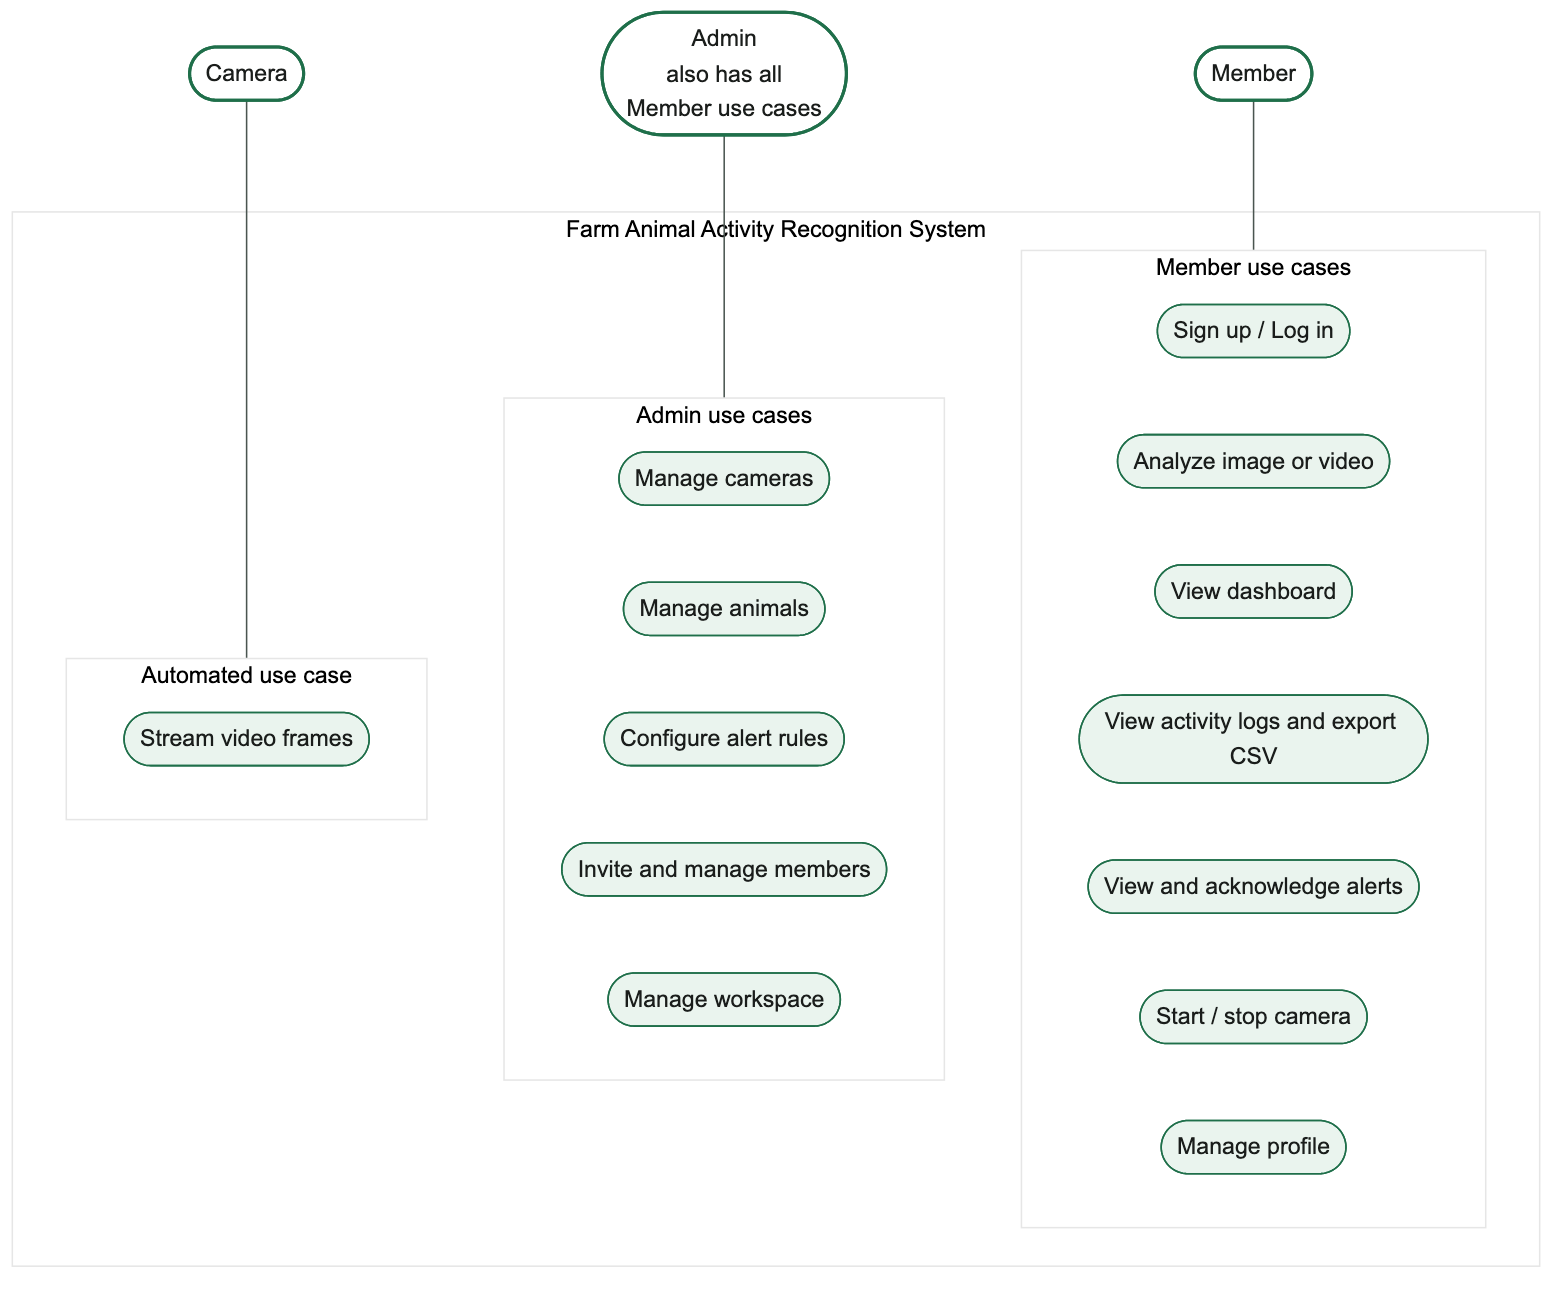 Camera
Admin
also has all
Member use cases
Member
Farm Animal Activity Recognition System
Automated use case
Stream video frames
Admin use cases
Manage cameras
Manage animals
Configure alert rules
Invite and manage members
Manage workspace
Member use cases
Sign up / Log in
Analyze image or video
View dashboard
View activity logs and export
CSV
View and acknowledge alerts
Start / stop camera
Manage profile